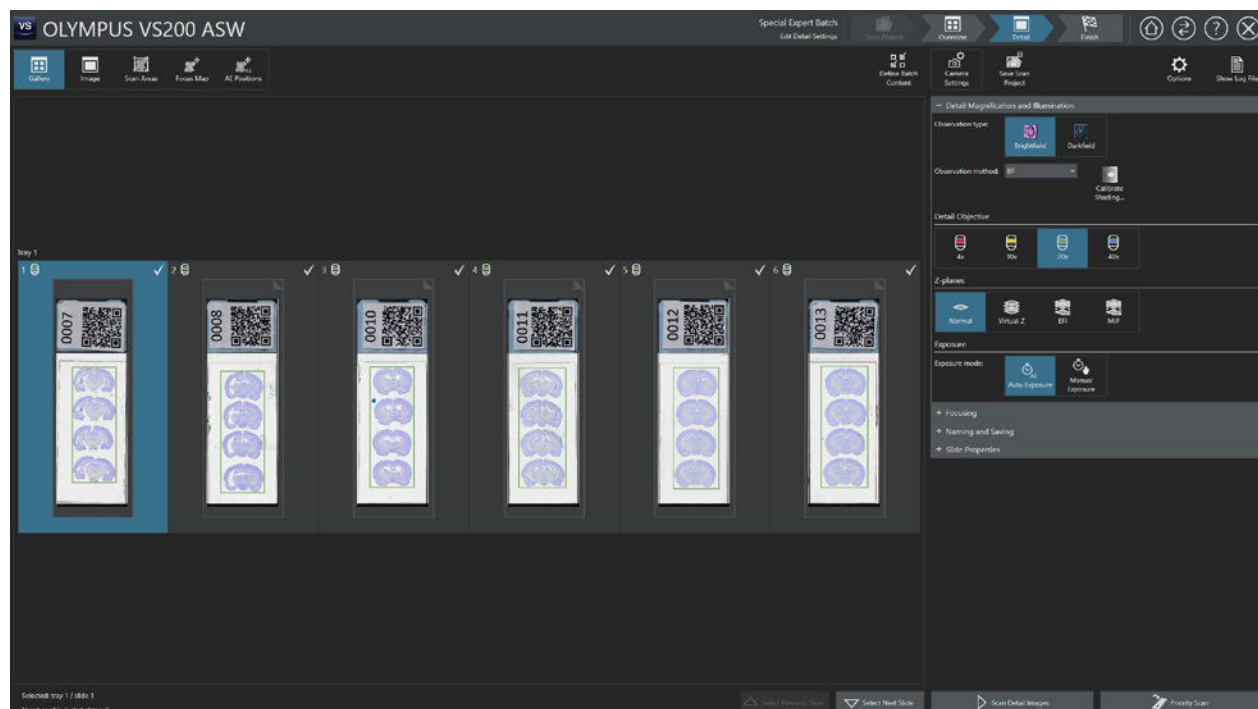 VS OLYMPUS VS200 ASW
Special Expert Batch
Edit Detail Settings
Scan Project
Overview
Detail
Finish
Gallery
Image
Scan Areas
Focus Map
AI Positions
Define Batch
Content
Camera
Settings
Save Scan
Project
Options
Show Log File
− Detail Magnification and Illumination
Observation type:
Brightfield
Darkfield
Observation method: BF
Calibrate
Shading...
Detail Objective
4x
10x
20x
40x
Z-planes
Normal
Virtual Z
EFI
MIP
Exposure
Exposure mode:
Auto Exposure
Manual
Exposure
+ Focusing
+ Naming and Saving
+ Slide Properties
Tray 1
1
2
3
4
5
6
0007
0008
0010
0011
0012
0013
Selected: tray 1 / slide 1
Select Previous Slide
Select Next Slide
Scan Detail Images
Priority Scan